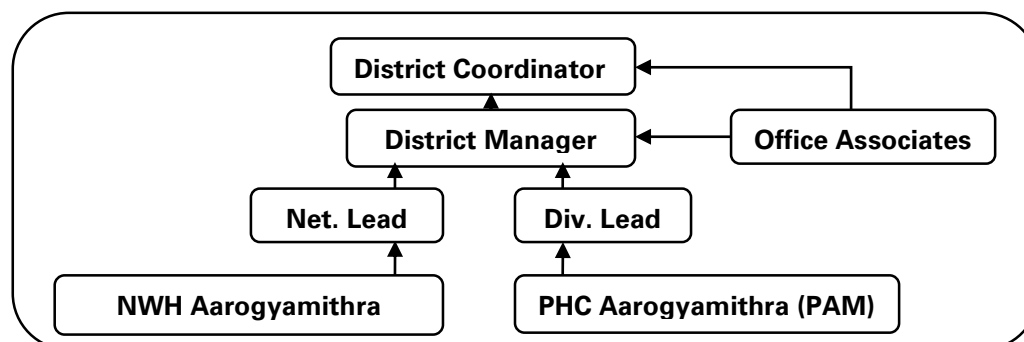 District Coordinator
District Manager
Office Associates
Net. Lead
Div. Lead
NWH Aarogyamithra
PHC Aarogyamithra (PAM)